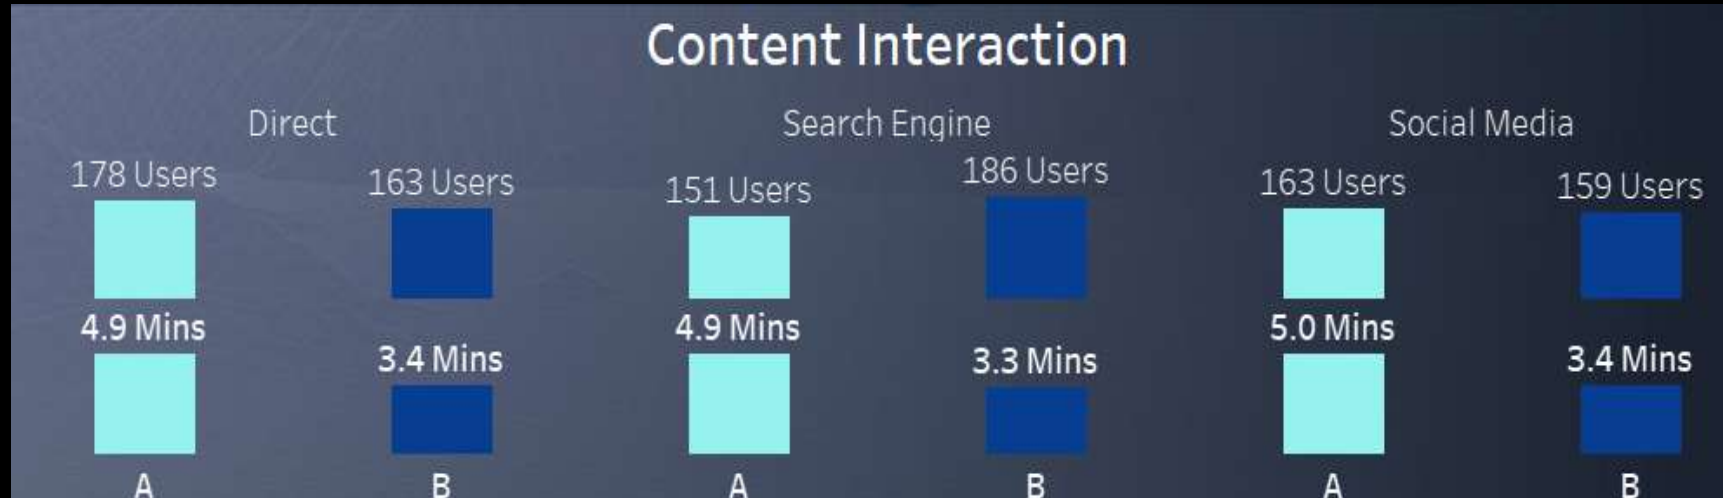 Content Interaction
Direct Search Engine Social Media
178 Users 163 Users 151 Users 186 Users 163 Users 159 Users
4.9 Mins 3.4 Mins 4.9 Mins 3.3 Mins 5.0 Mins 3.4 Mins
A B A B A B